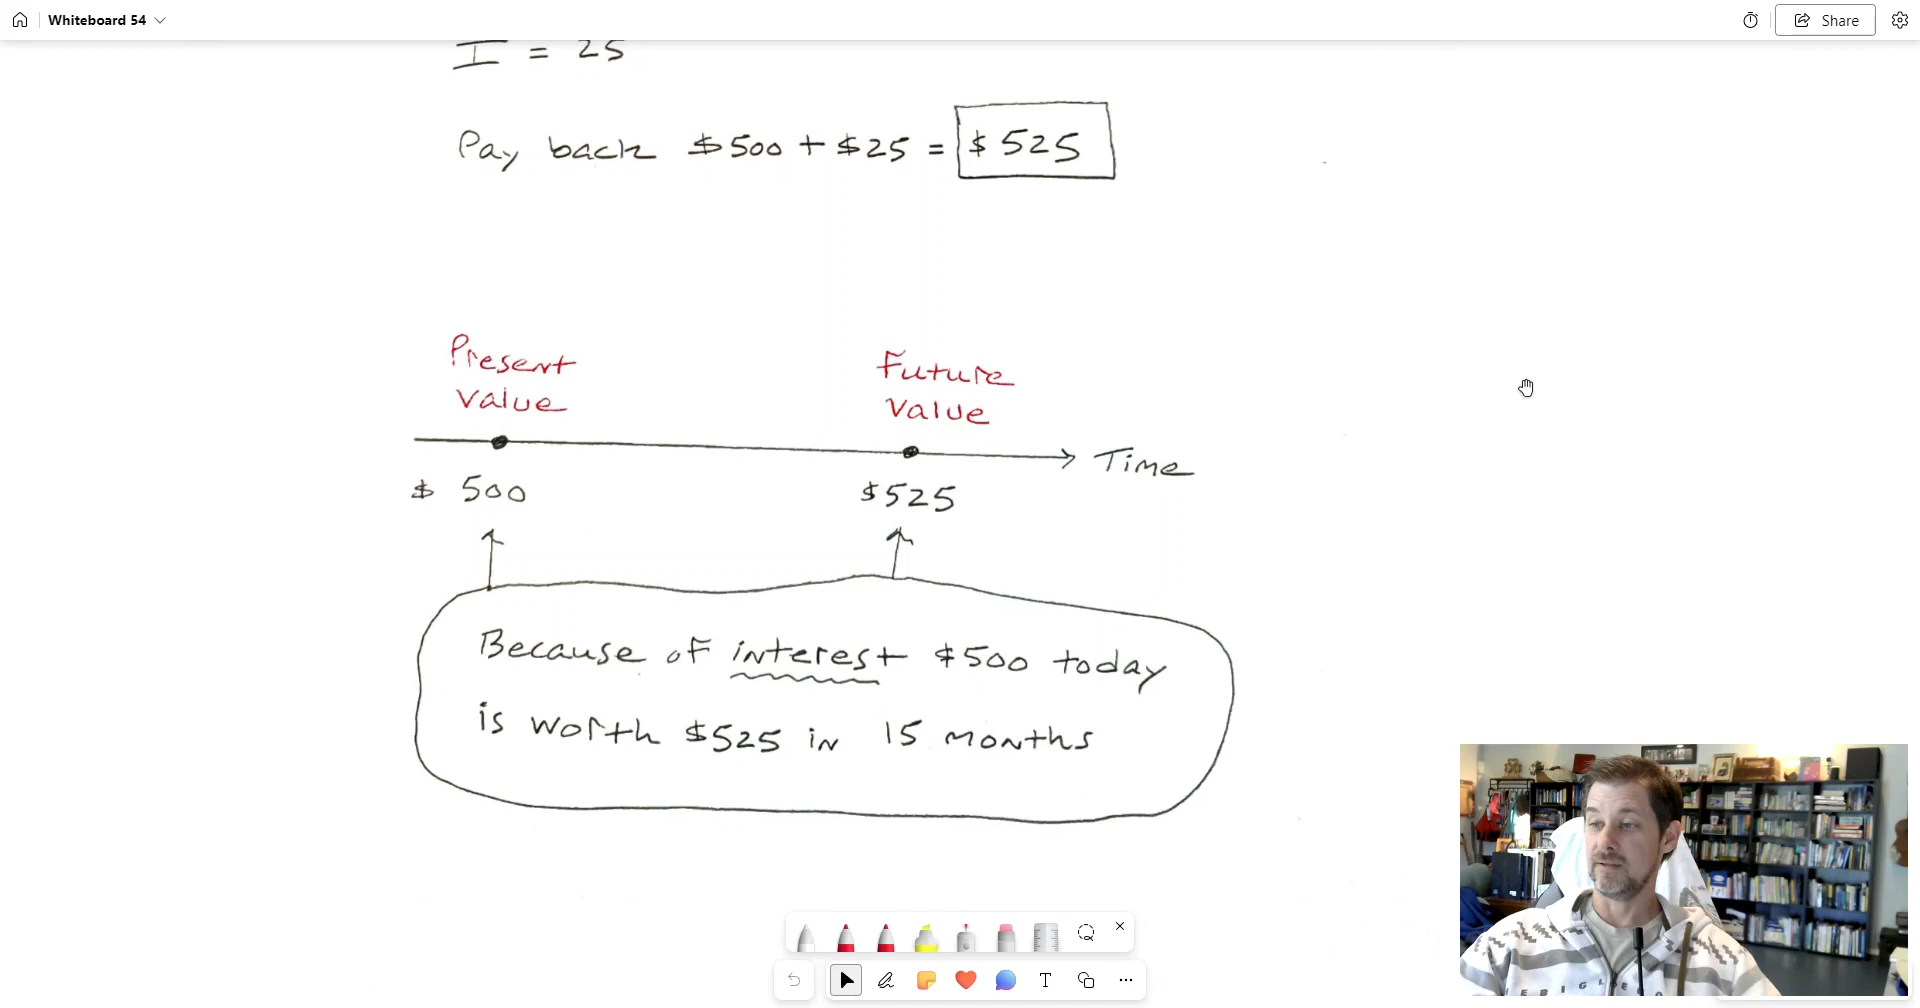 Whiteboard 54
Share
I = 25
Pay back $500 + $25 = $525
Present
Value
Future
Value
Time
$ 500
$525
Because of interest $500 today
is worth $525 in 15 months